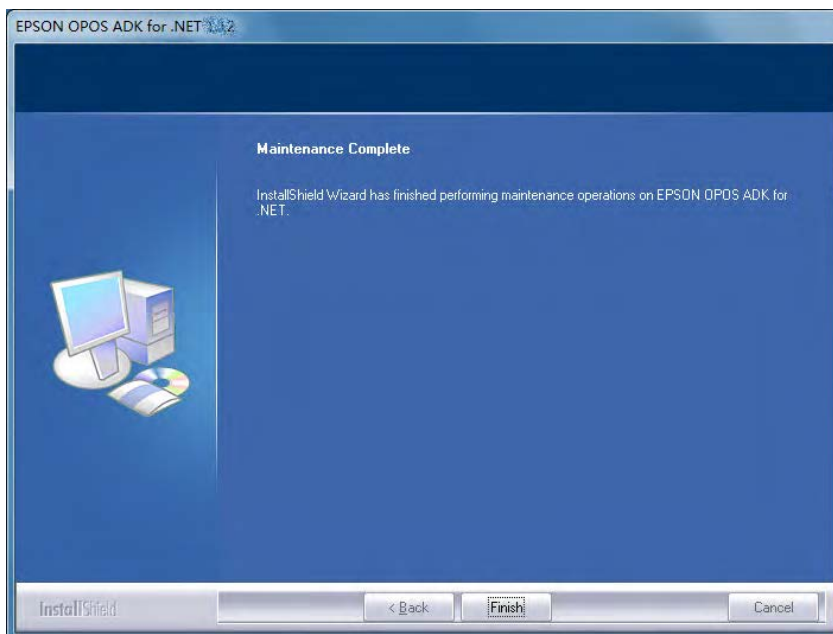 EPSON OPOS ADK for .NET
Maintenance Complete
InstallShield Wizard has finished performing maintenance operations on EPSON OPOS ADK for
.NET.
InstallShield
< Back
Finish
Cancel